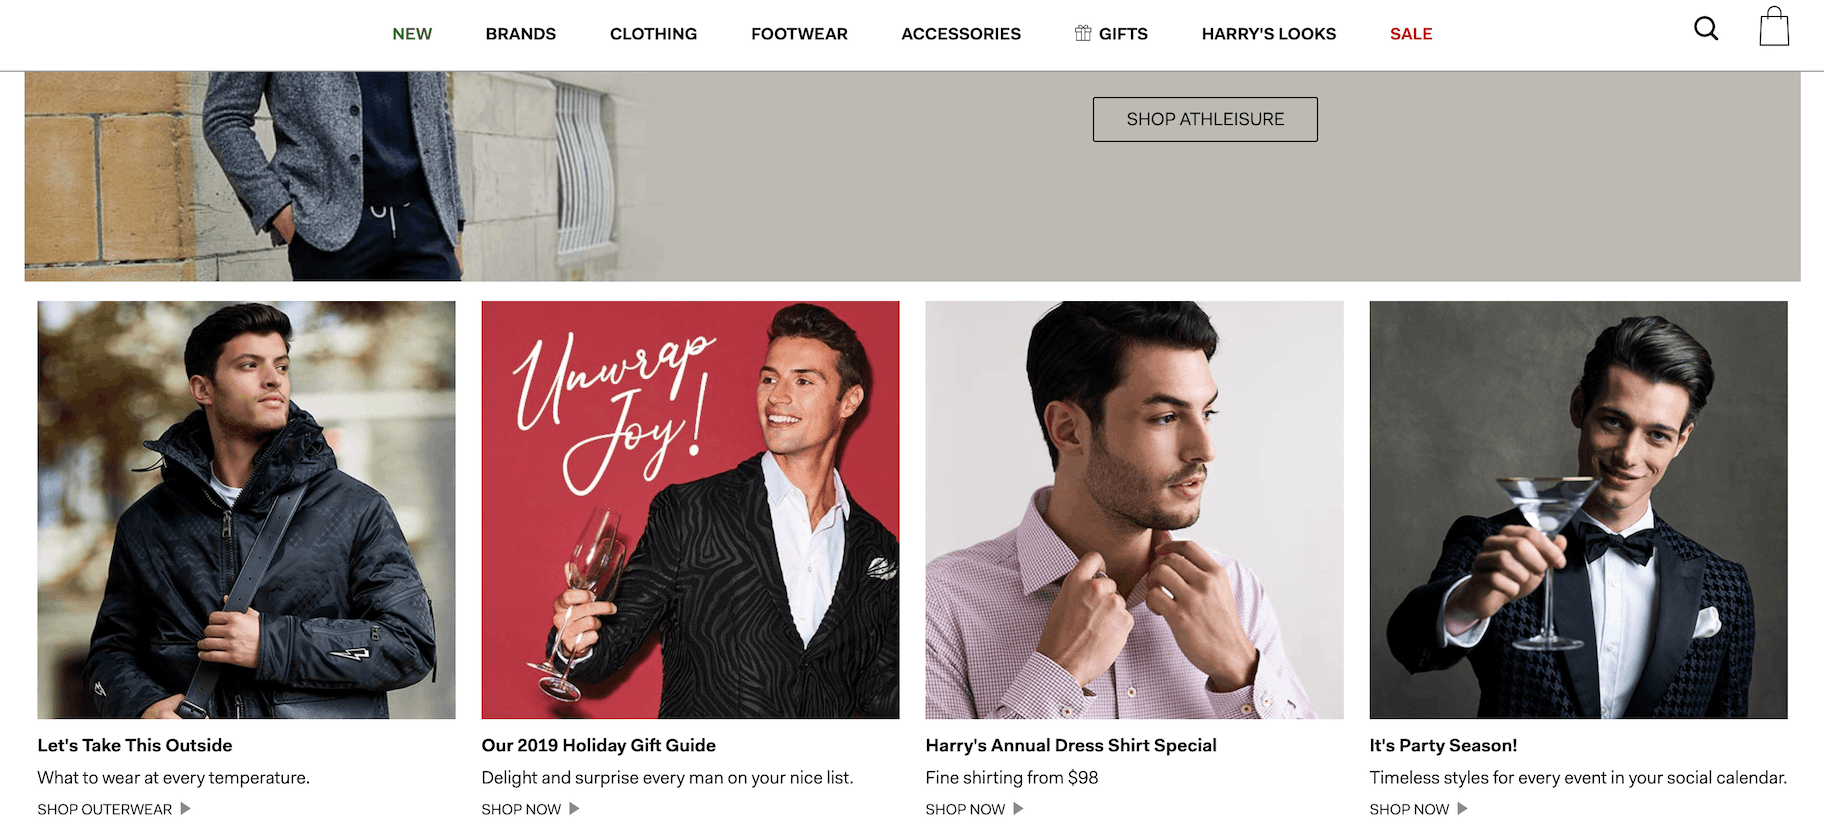 NEW
BRANDS
CLOTHING
FOOTWEAR
ACCESSORIES
GIFTS
HARRY'S LOOKS
SALE
SHOP ATHLEISURE
Unwrap
Joy!
Let's Take This Outside
What to wear at every temperature.
SHOP OUTERWEAR
Our 2019 Holiday Gift Guide
Delight and surprise every man on your nice list.
SHOP NOW
Harry's Annual Dress Shirt Special
Fine shirting from $98
SHOP NOW
It's Party Season!
Timeless styles for every event in your social calendar.
SHOP NOW